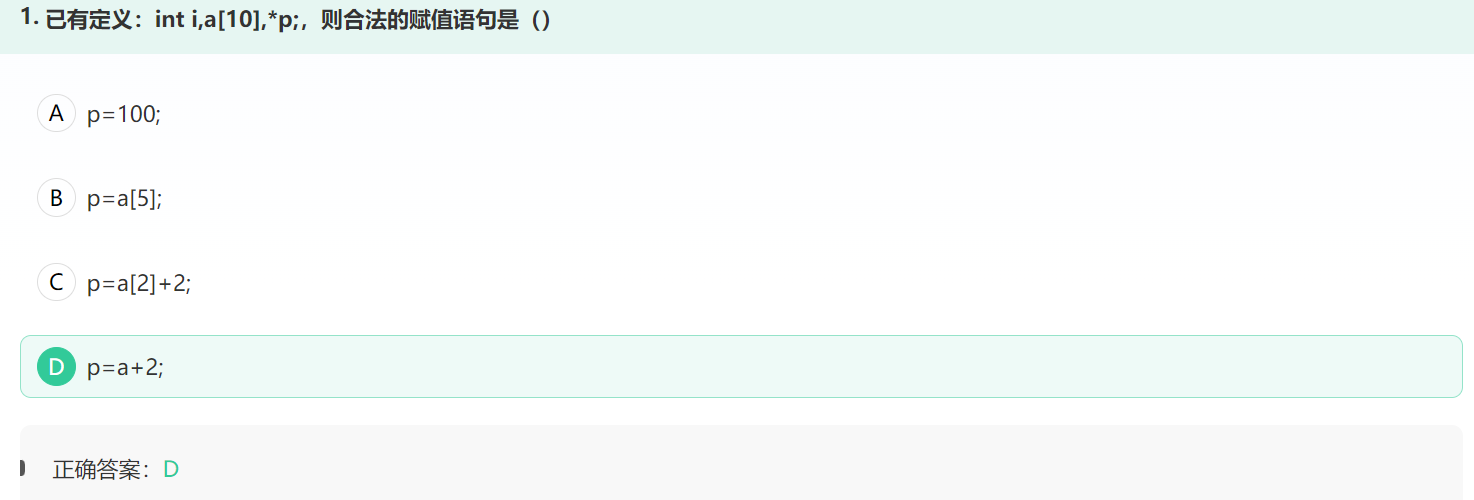 1. 已有定义：int i,a[10],*p;，则合法的赋值语句是（）
A p=100;
B p=a[5];
C p=a[2]+2;
D p=a+2;
正确答案：D